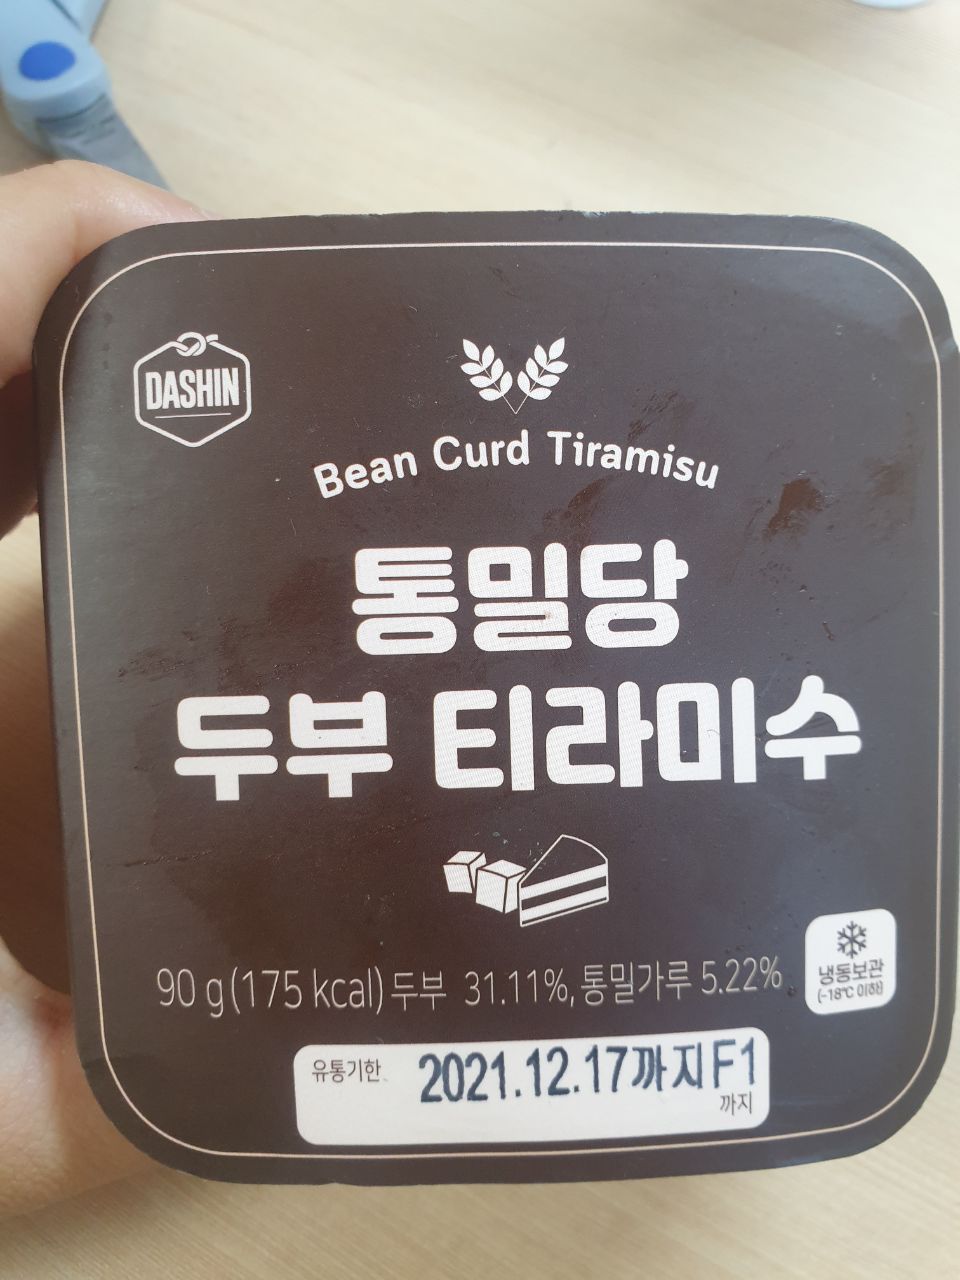 DASHIN
Bean Curd Tiramisu
통밀당
두부 티라미수
90 g(175 kcal) 두부 31.11%, 통밀가루 5.22%
냉동보관
(-18℃ 이하)
유통기한 2021.12.17까지F1
까지